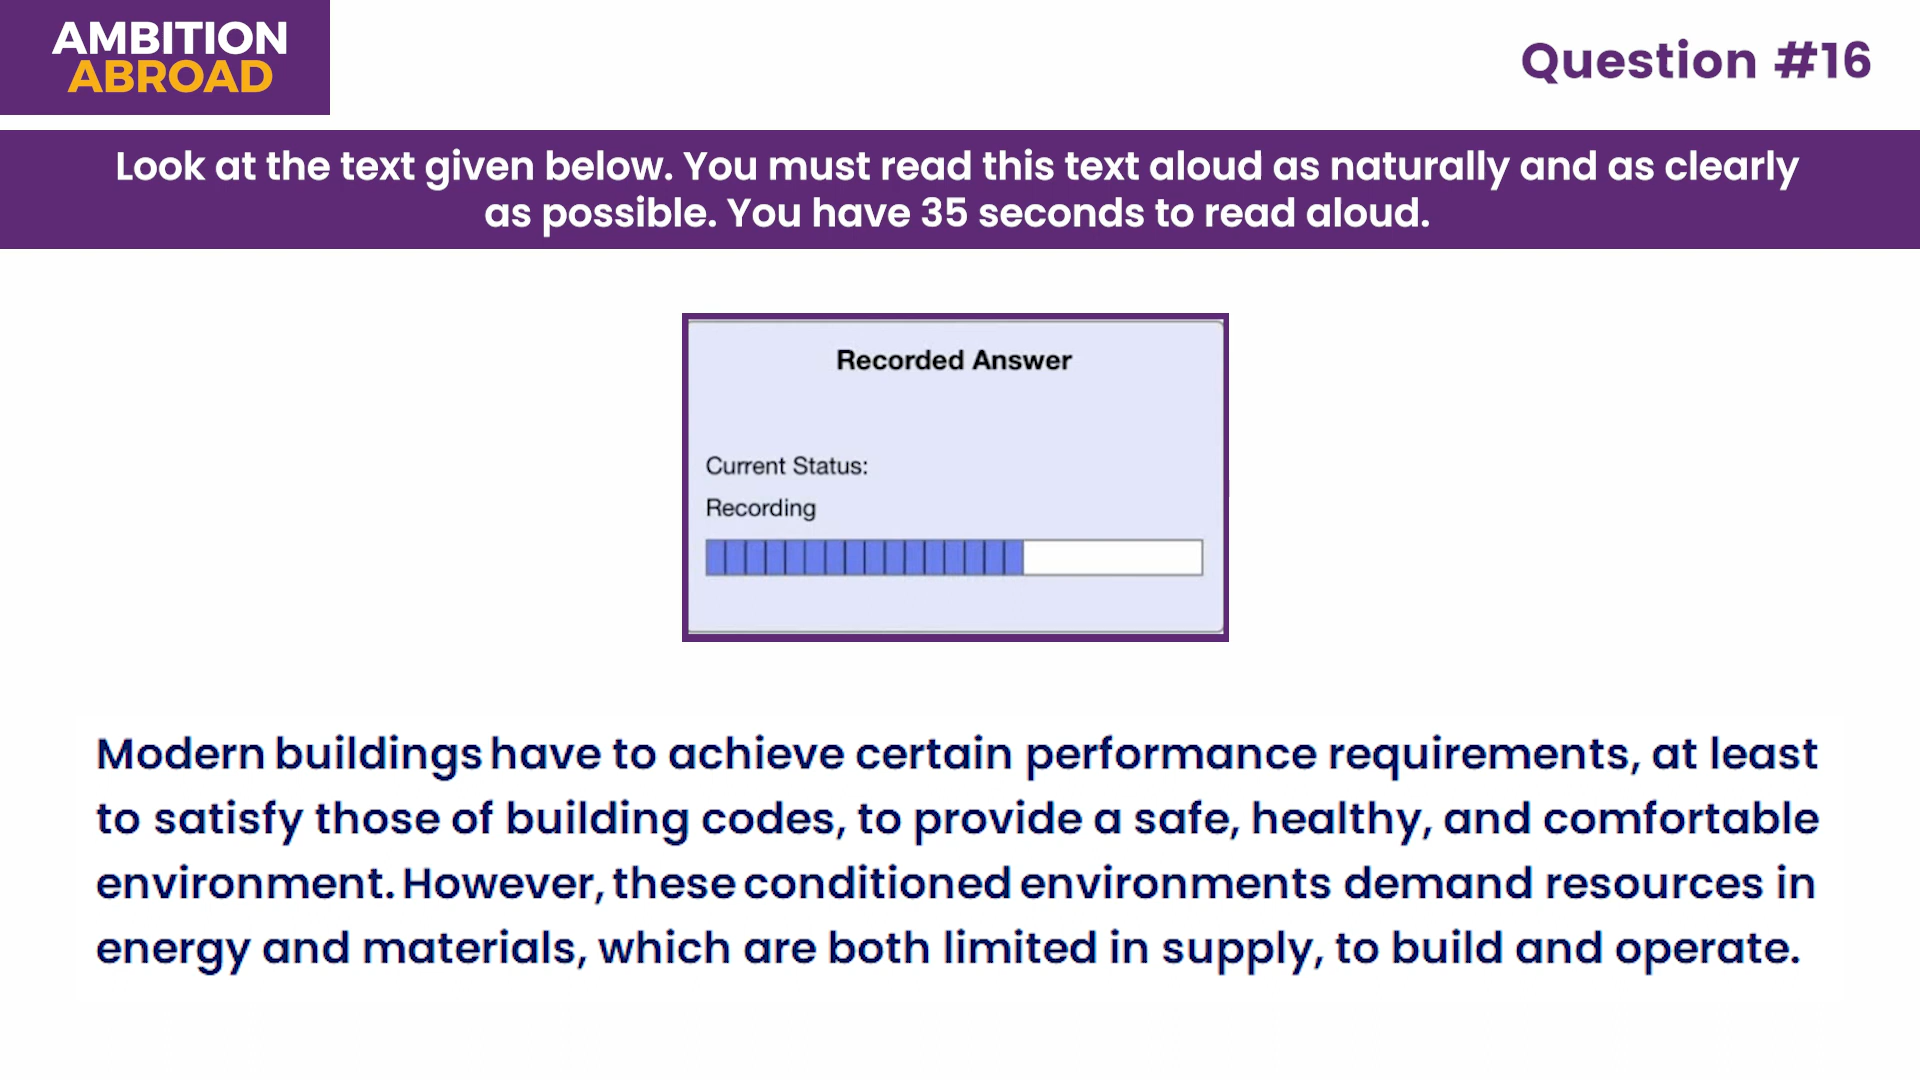 AMBITION
ABROAD
Question #16
Look at the text given below. You must read this text aloud as naturally and as clearly
as possible. You have 35 seconds to read aloud.
Recorded Answer
Current Status:
Recording
Modern buildings have to achieve certain performance requirements, at least
to satisfy those of building codes, to provide a safe, healthy, and comfortable
environment. However, these conditioned environments demand resources in
energy and materials, which are both limited in supply, to build and operate.